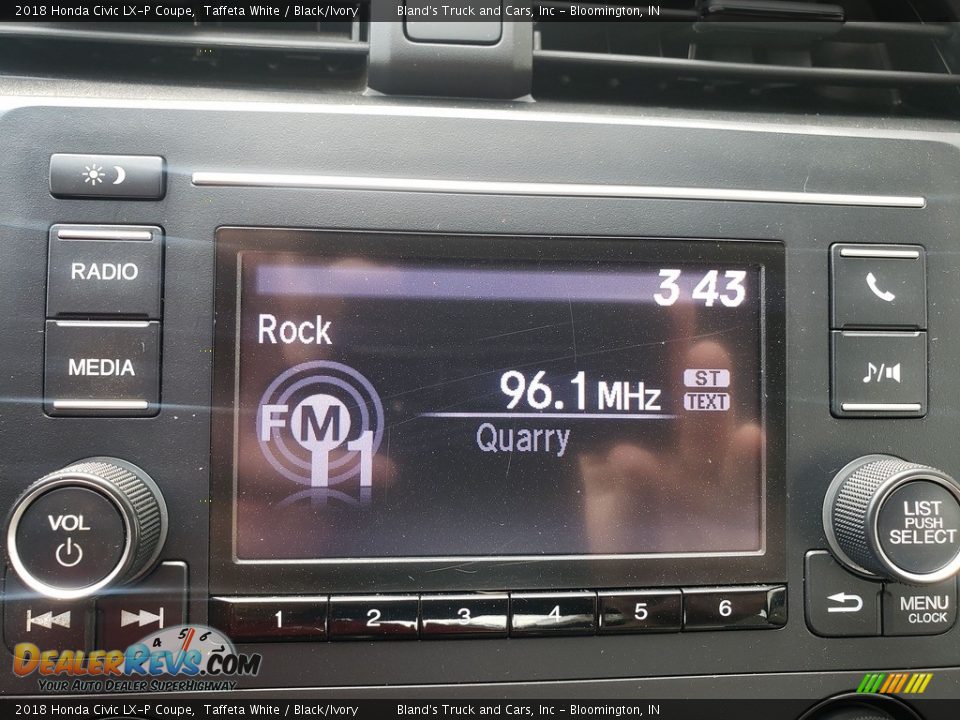 2018 Honda Civic LX-P Coupe, Taffeta White / Black/Ivory Bland's Truck and Cars, Inc - Bloomington, IN
RADIO
MEDIA
3 43
Rock
96.1 MHz
ST
TEXT
FM1
Quarry
VOL
LIST
PUSH
SELECT
1 2 3 4 5 6
MENU
CLOCK
4 5 6
DealerRevs.com
Your Auto Dealer SuperHighway
2018 Honda Civic LX-P Coupe, Taffeta White / Black/Ivory Bland's Truck and Cars, Inc - Bloomington, IN